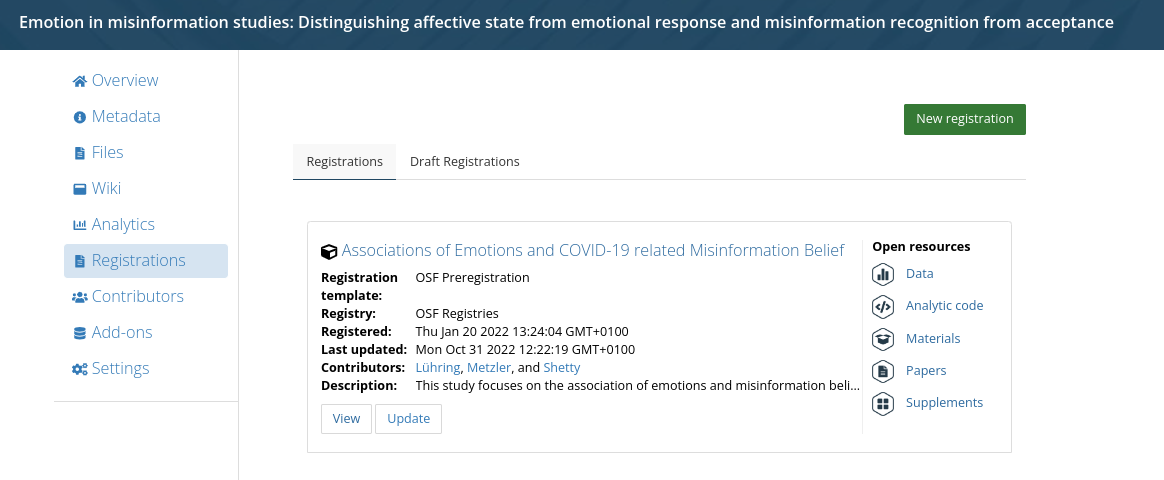 Emotion in misinformation studies: Distinguishing affective state from emotional response and misinformation recognition from acceptance
Overview
Metadata
Files
Wiki
Analytics
Registrations
Contributors
Add-ons
Settings
New registration
Registrations
Draft Registrations
Associations of Emotions and COVID-19 related Misinformation Belief
Registration template: OSF Preregistration
Registry: OSF Registries
Registered: Thu Jan 20 2022 13:24:04 GMT+0100
Last updated: Mon Oct 31 2022 12:22:19 GMT+0100
Contributors: Lühring, Metzler, and Shetty
Description: This study focuses on the association of emotions and misinformation beli...
View
Update
Open resources
Data
Analytic code
Materials
Papers
Supplements